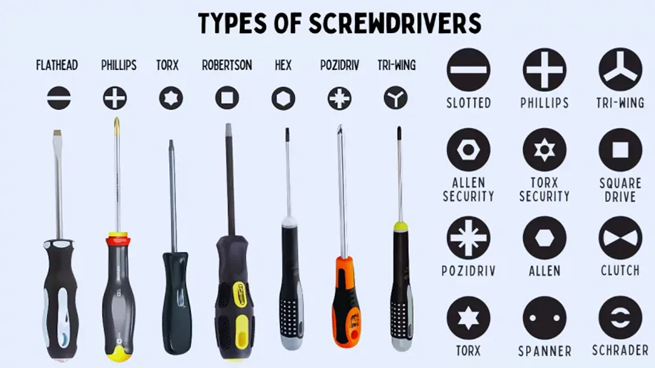 TYPES OF SCREWDRIVERS
FLATHEAD PHILLIPS TORX ROBERTSON HEX POZIDRIV TRI-WING
SLOTTED PHILLIPS TRI-WING
ALLEN SECURITY
TORX SECURITY
SQUARE DRIVE
POZIDRIV ALLEN CLUTCH
TORX SPANNER SCHRADER